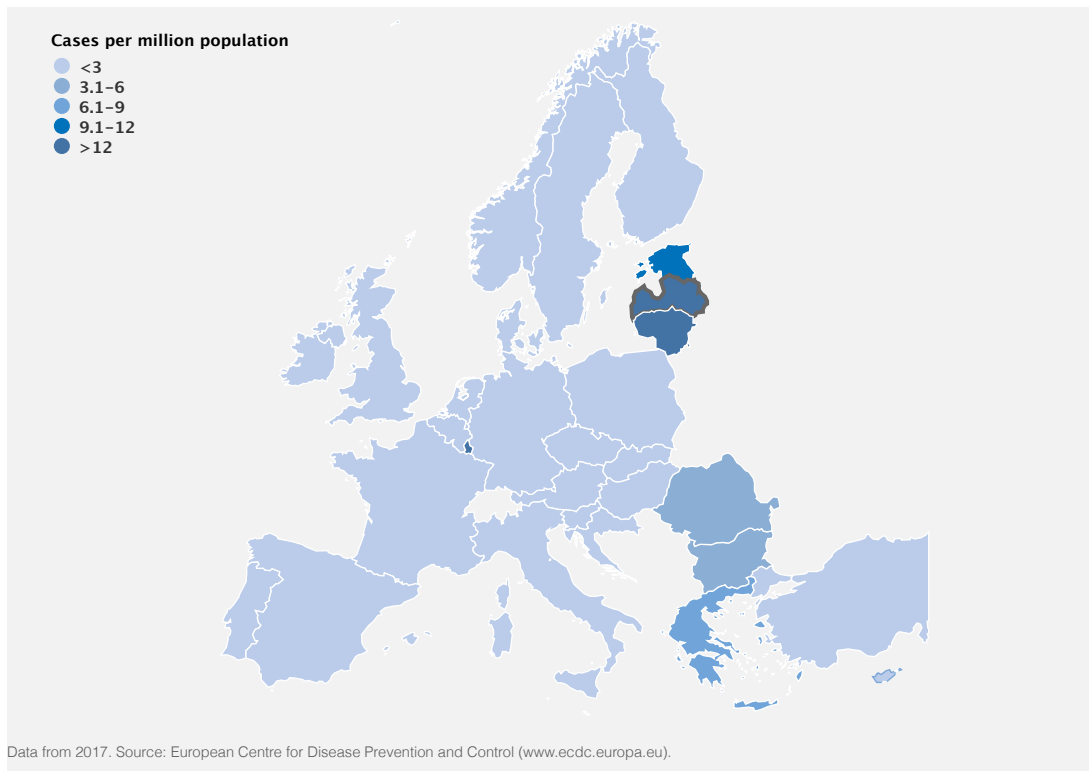 Cases per million population
<3
3.1–6
6.1–9
9.1–12
>12
Data from 2017. Source: European Centre for Disease Prevention and Control (www.ecdc.europa.eu).